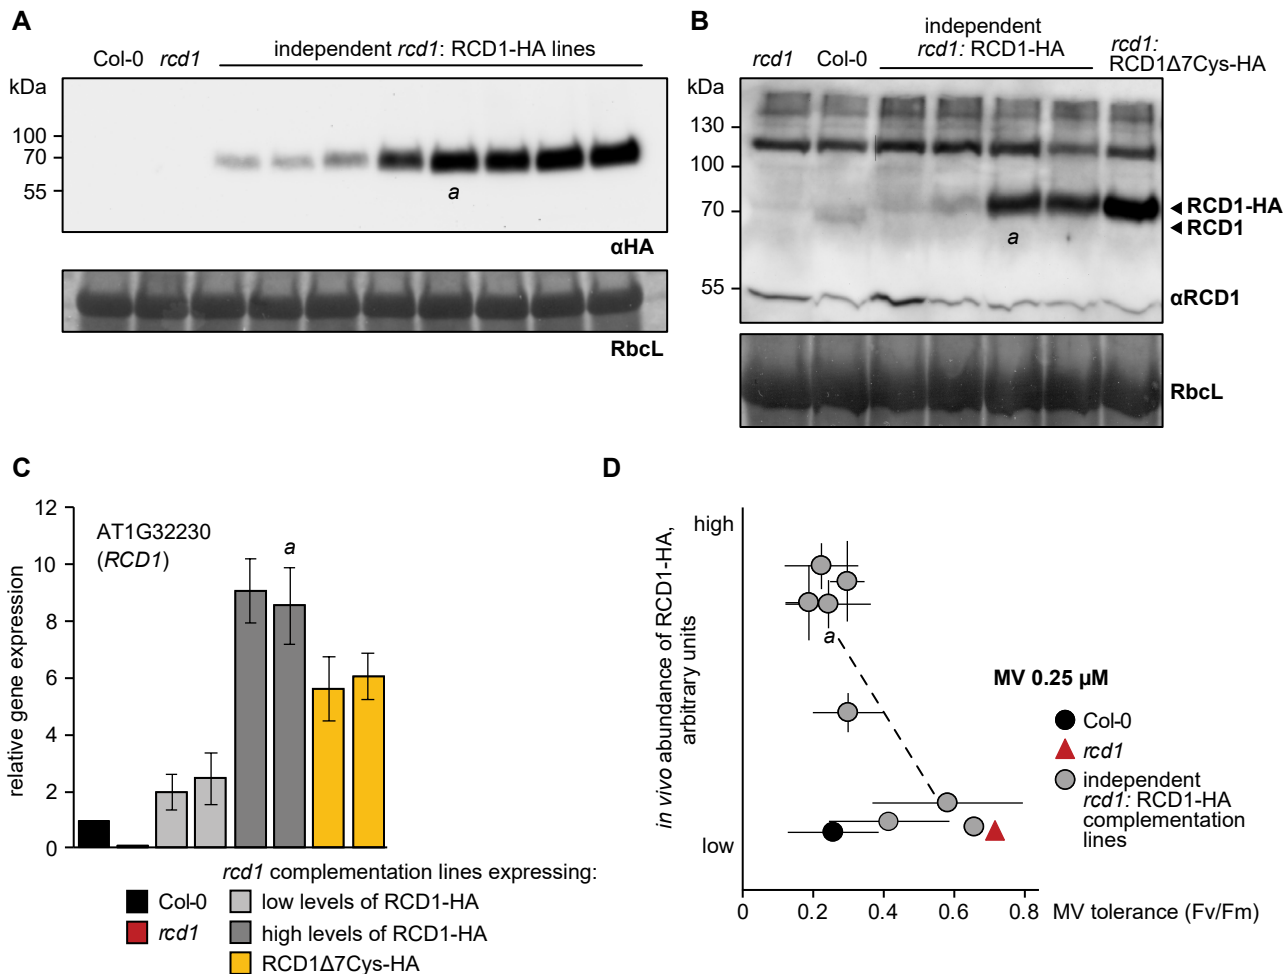 A
Col-0 rcd1 independent rcd1: RCD1-HA lines
kDa
100
70
55
a
αHA
RbcL
B
independent
rcd1: RCD1-HA
rcd1 Col-0
rcd1:
RCD1Δ7Cys-HA
kDa
130
100
70
55
a
RCD1-HA
RCD1
αRCD1
RbcL
C
relative gene expression
12
10
8
6
4
2
0
AT1G32230
(RCD1)
a
rcd1 complementation lines expressing:
Col-0
rcd1
low levels of RCD1-HA
high levels of RCD1-HA
RCD1Δ7Cys-HA
D
in vivo abundance of RCD1-HA,
arbitrary units
high
low
a
MV 0.25 µM
Col-0
rcd1
independent
rcd1: RCD1-HA
complementation
lines
0 0.2 0.4 0.6 0.8 MV tolerance (Fv/Fm)